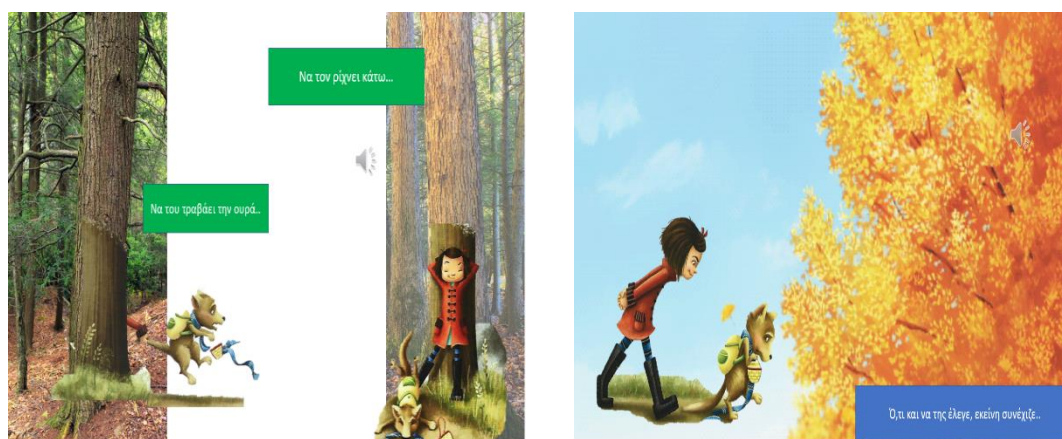 Να του τραβάει την ουρά..
Να τον ρίχνει κάτω...
Ό,τι και να της έλεγε, εκείνη συνέχιζε..